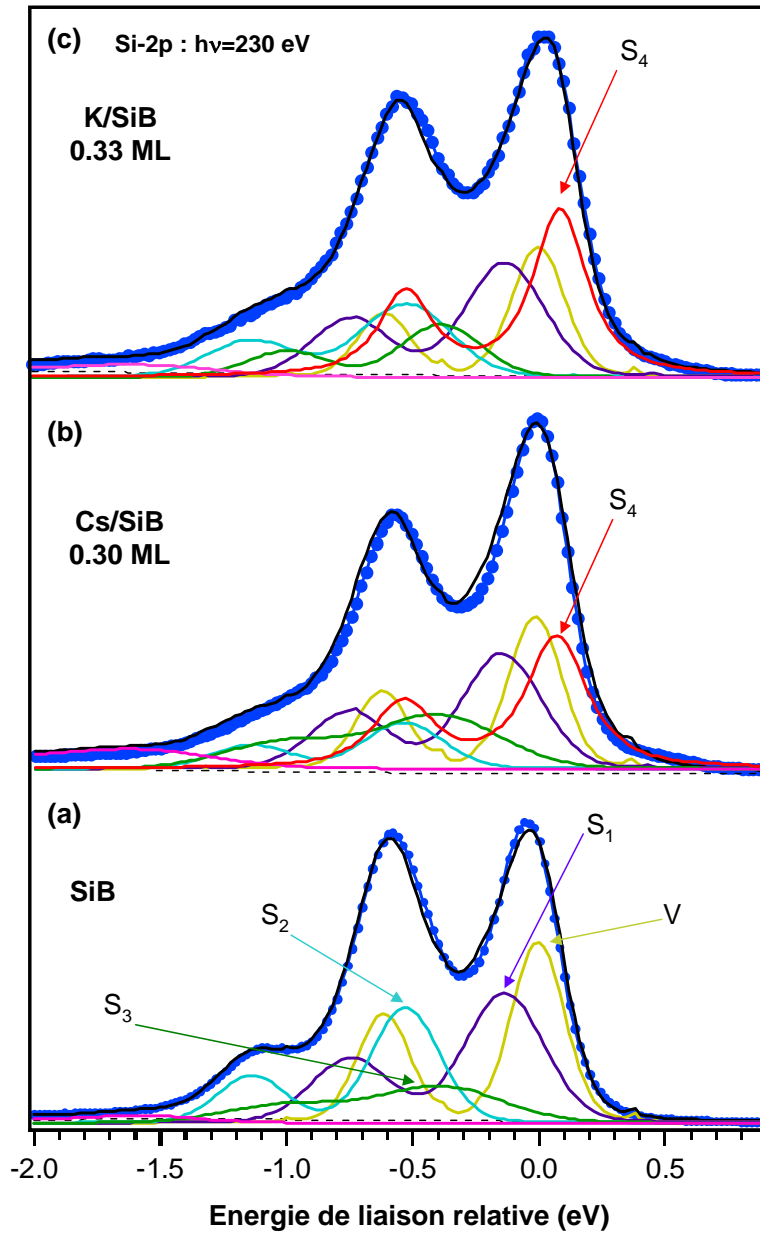 (c) Si-2p : hν=230 eV
S4
K/SiB
0.33 ML
(b)
Cs/SiB
0.30 ML
S4
(a)
SiB
S1
S2
V
S3
-2.0 -1.5 -1.0 -0.5 0.0 0.5
Energie de liaison relative (eV)